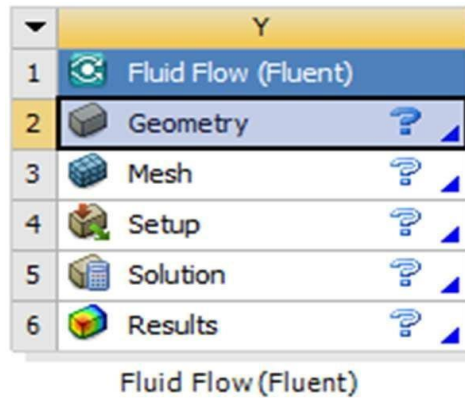 Y
1 Fluid Flow (Fluent)
2 Geometry ?
3 Mesh ?
4 Setup ?
5 Solution ?
6 Results ?
Fluid Flow (Fluent)